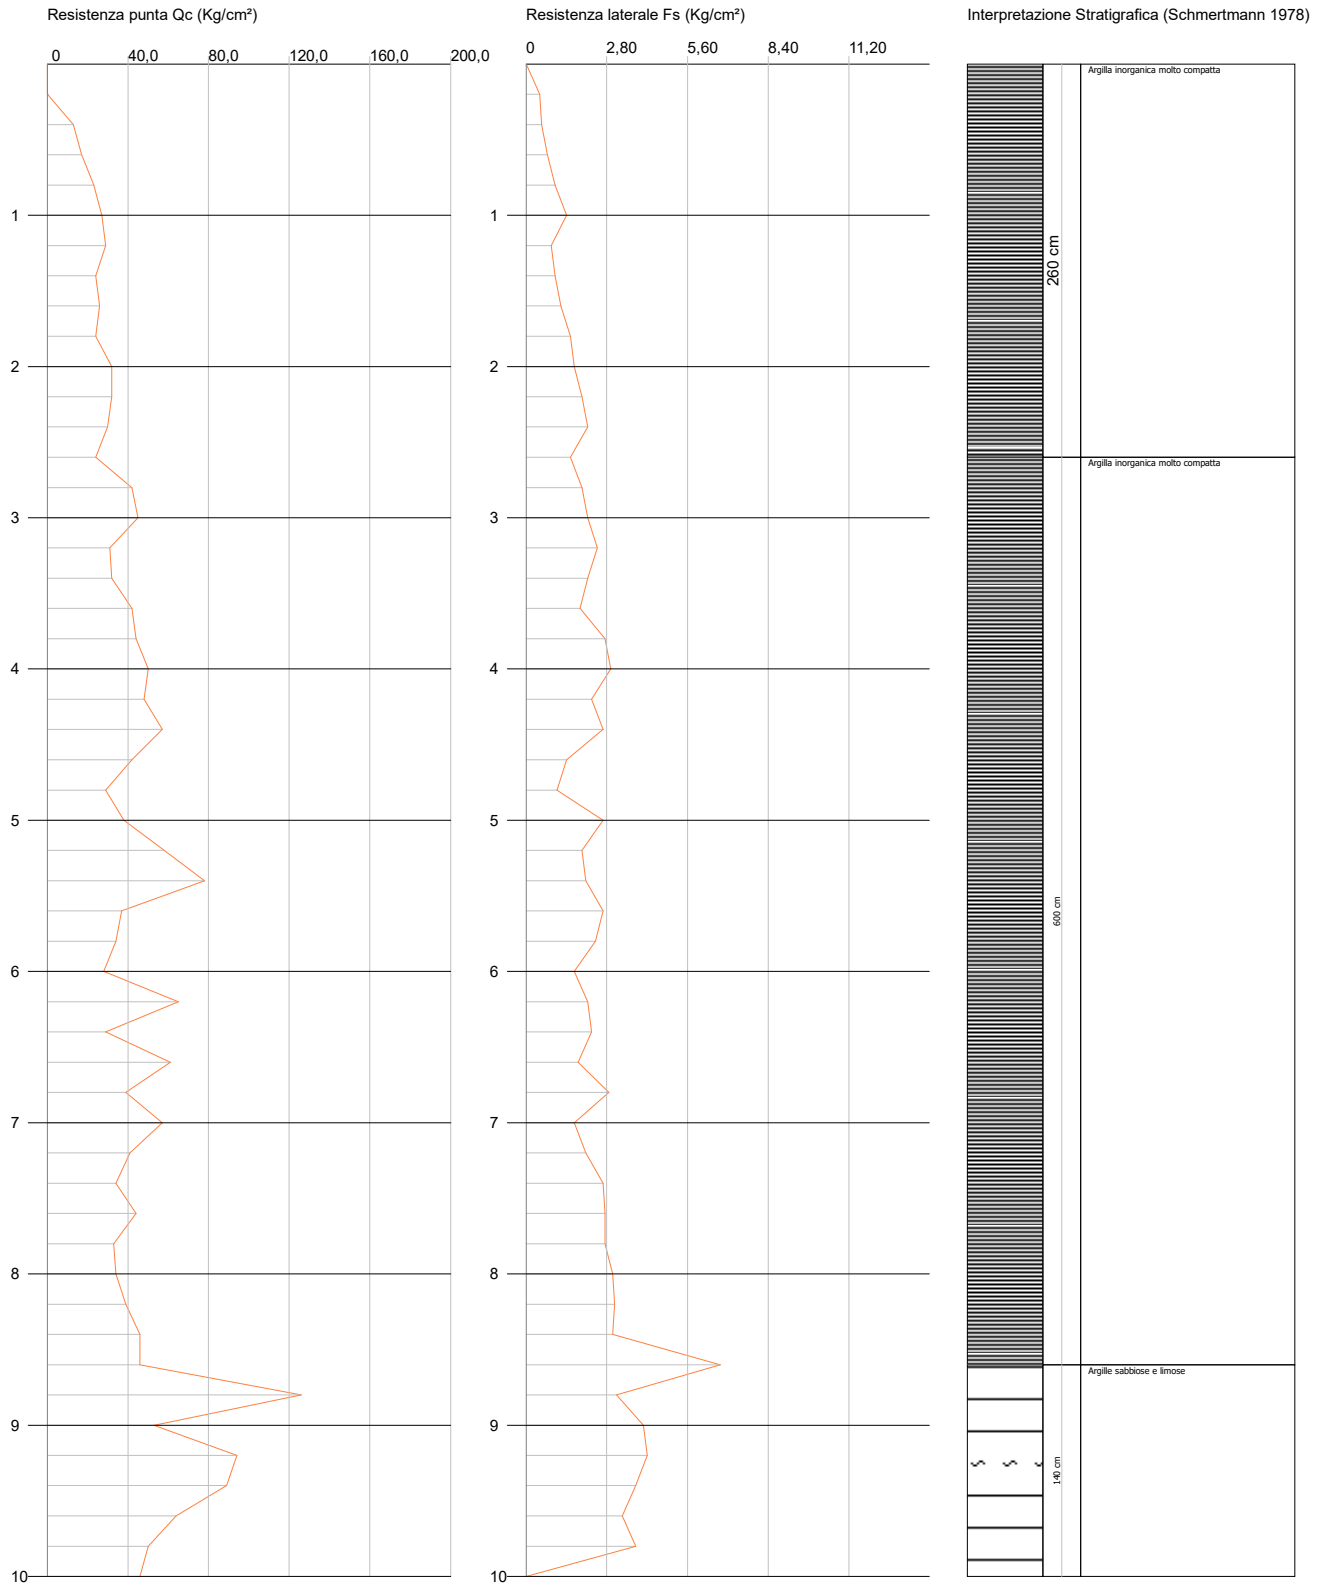 Resistenza punta Qc (Kg/cm²)
0 40,0 80,0 120,0 160,0 200,0
1
2
3
4
5
6
7
8
9
10
Resistenza laterale Fs (Kg/cm²)
0 2,80 5,60 8,40 11,20
1
2
3
4
5
6
7
8
9
10
Interpretazione Stratigrafica (Schmertmann 1978)
Argilla inorganica molto compatta
260 cm
Argilla inorganica molto compatta
600 cm
Argille sabbiose e limose
140 cm